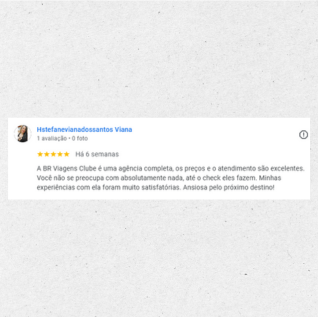 Hstefanevianadossantos Viana
1 avaliação • 0 foto
★★★★★ Há 6 semanas
A BR Viagens Clube é uma agência completa, os preços e o atendimento são excelentes.
Você não se preocupa com absolutamente nada, até o check eles fazem. Minhas
experiências com ela foram muito satisfatórias. Ansiosa pelo próximo destino!